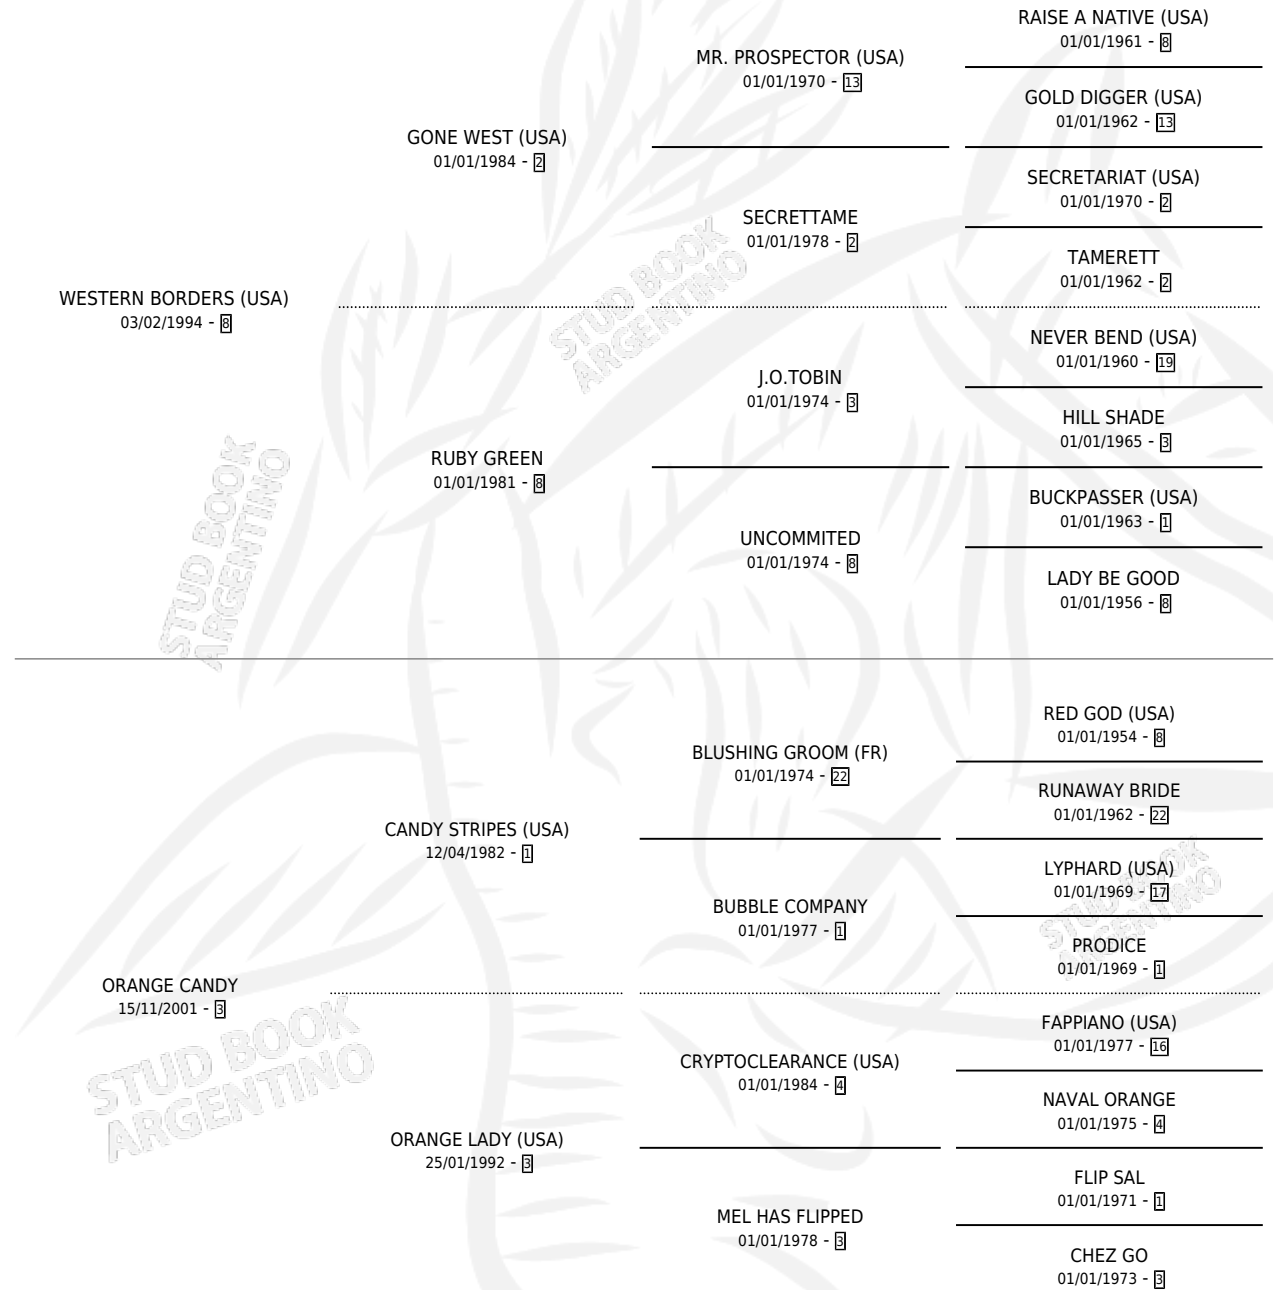 RAISE A NATIVE (USA)
01/01/1961 - 8
MR. PROSPECTOR (USA)
01/01/1970 - 13
GOLD DIGGER (USA)
01/01/1962 - 13
GONE WEST (USA)
01/01/1984 - 2
SECRETARIAT (USA)
01/01/1970 - 2
SECRETTAME
01/01/1978 - 2
TAMERETT
01/01/1962 - 2
WESTERN BORDERS (USA)
03/02/1994 - 8
NEVER BEND (USA)
01/01/1960 - 19
J.O.TOBIN
01/01/1974 - 3
HILL SHADE
01/01/1965 - 3
RUBY GREEN
01/01/1981 - 8
BUCKPASSER (USA)
01/01/1963 - 1
UNCOMMITED
01/01/1974 - 8
LADY BE GOOD
01/01/1956 - 8
RED GOD (USA)
01/01/1954 - 8
BLUSHING GROOM (FR)
01/01/1974 - 22
RUNAWAY BRIDE
01/01/1962 - 22
CANDY STRIPES (USA)
12/04/1982 - 1
LYPHARD (USA)
01/01/1969 - 17
BUBBLE COMPANY
01/01/1977 - 1
PRODICE
01/01/1969 - 1
ORANGE CANDY
15/11/2001 - 3
FAPPIANO (USA)
01/01/1977 - 16
CRYPTOCLEARANCE (USA)
01/01/1984 - 4
NAVAL ORANGE
01/01/1975 - 4
ORANGE LADY (USA)
25/01/1992 - 3
FLIP SAL
01/01/1971 - 1
MEL HAS FLIPPED
01/01/1978 - 3
CHEZ GO
01/01/1973 - 3
STUD BOOK
ARGENTINO
STUD BOOK
ARGENTINO
STUD BOOK
ARGENTINO
STUD BOOK
ARGENTINO